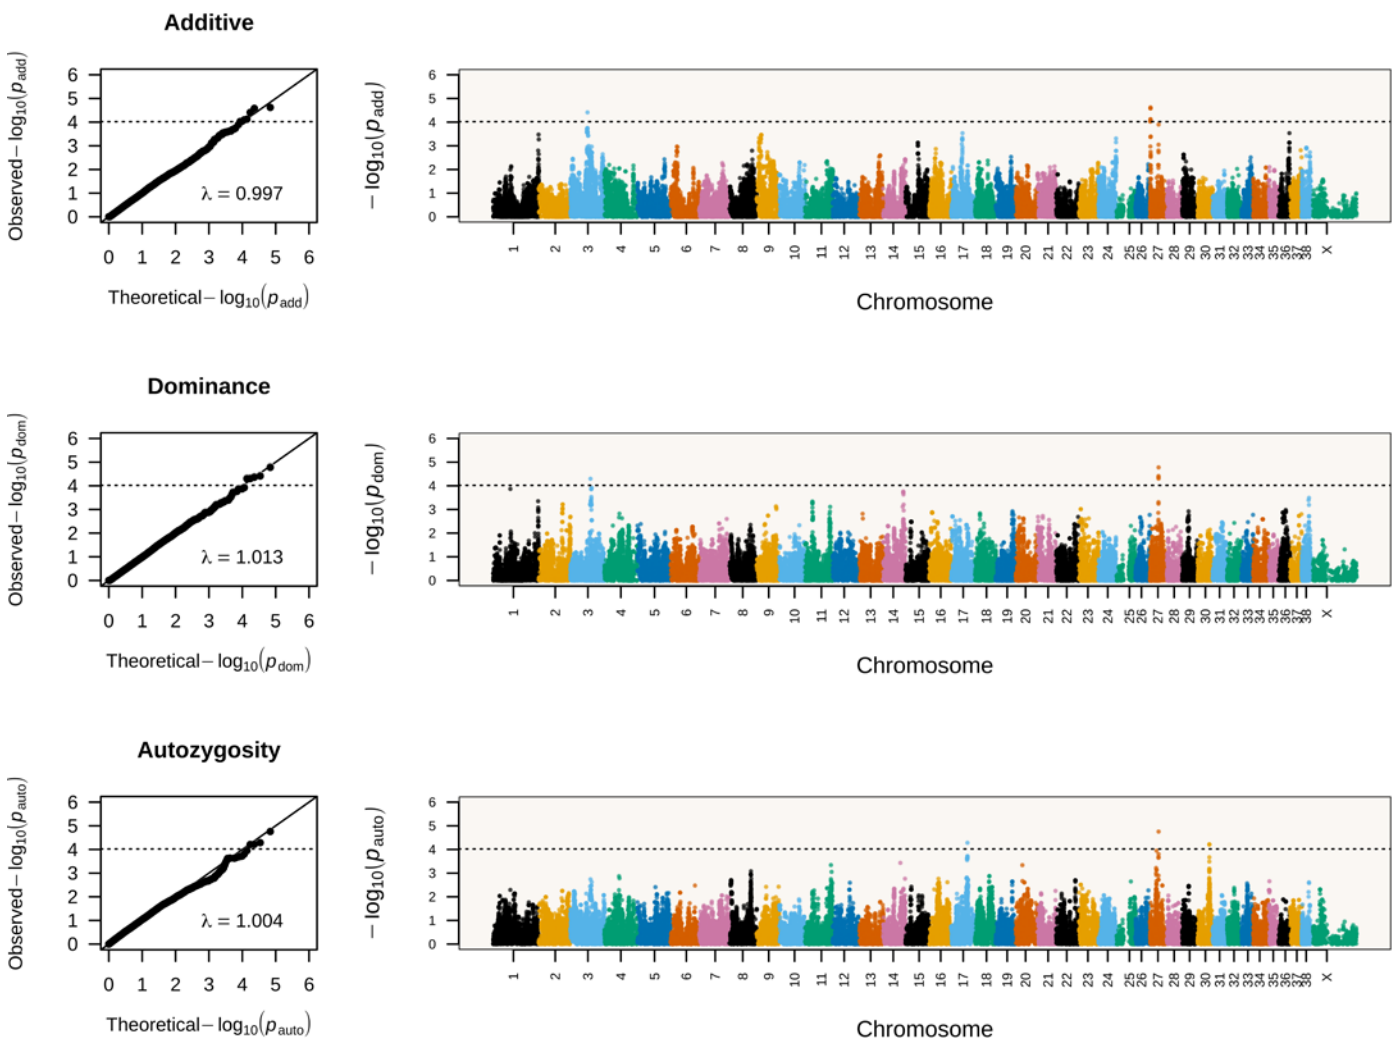 Additive
Observed− log10(padd)
6
5
4
3
2
1
0
λ = 0.997
0 1 2 3 4 5 6
Theoretical− log10(padd)
− log10(padd)
6
5
4
3
2
1
0
1 2 3 4 5 6 7 8 9 10 11 12 13 14 15 16 17 18 19 20 21 22 23 24 25 26 27 28 29 30 31 32 33 34 35 36 37 38 X
Chromosome
Dominance
Observed− log10(pdom)
6
5
4
3
2
1
0
λ = 1.013
0 1 2 3 4 5 6
Theoretical− log10(pdom)
− log10(pdom)
6
5
4
3
2
1
0
1 2 3 4 5 6 7 8 9 10 11 12 13 14 15 16 17 18 19 20 21 22 23 24 25 26 27 28 29 30 31 32 33 34 35 36 37 38 X
Chromosome
Autozygosity
Observed− log10(pauto)
6
5
4
3
2
1
0
λ = 1.004
0 1 2 3 4 5 6
Theoretical− log10(pauto)
− log10(pauto)
6
5
4
3
2
1
0
1 2 3 4 5 6 7 8 9 10 11 12 13 14 15 16 17 18 19 20 21 22 23 24 25 26 27 28 29 30 31 32 33 34 35 36 37 38 X
Chromosome